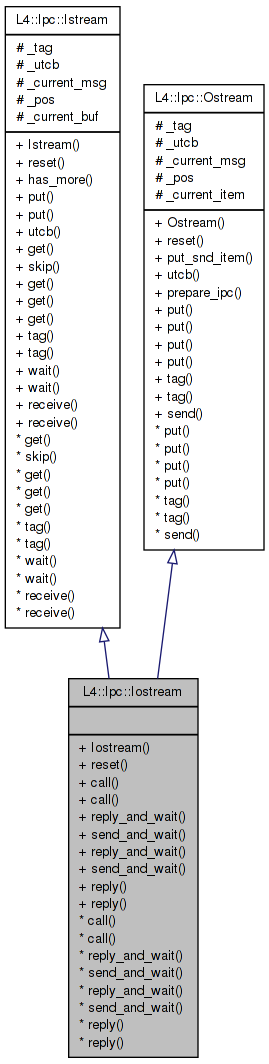 L4::Ipc::Istream
# _tag
# _utcb
# _current_msg
# _pos
# _current_buf
+ Istream()
+ reset()
+ has_more()
+ put()
+ put()
+ utcb()
+ get()
+ skip()
+ get()
+ get()
+ get()
+ tag()
+ tag()
+ wait()
+ wait()
+ receive()
+ receive()
* get()
* skip()
* get()
* get()
* get()
* tag()
* tag()
* wait()
* wait()
* receive()
* receive()
L4::Ipc::Ostream
# _tag
# _utcb
# _current_msg
# _pos
# _current_item
+ Ostream()
+ reset()
+ put_snd_item()
+ utcb()
+ prepare_ipc()
+ put()
+ put()
+ put()
+ put()
+ tag()
+ tag()
+ send()
* put()
* put()
* put()
* put()
* tag()
* tag()
* send()
L4::Ipc::Iostream
+ Iostream()
+ reset()
+ call()
+ call()
+ reply_and_wait()
+ send_and_wait()
+ reply_and_wait()
+ send_and_wait()
+ reply()
+ reply()
* call()
* call()
* reply_and_wait()
* send_and_wait()
* reply_and_wait()
* send_and_wait()
* reply()
* reply()